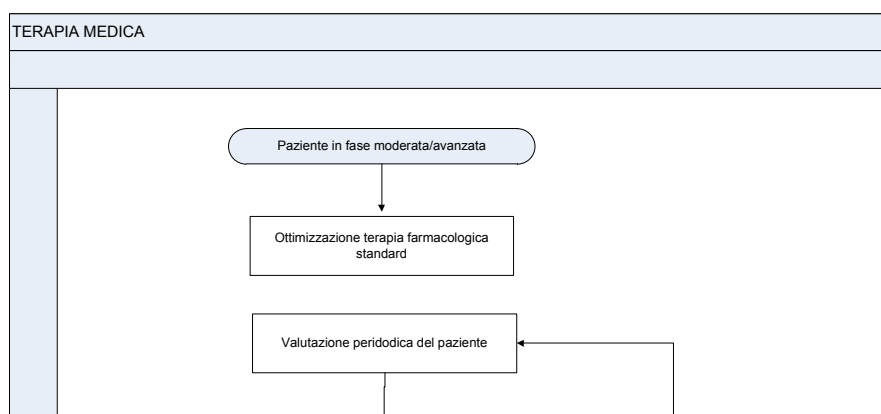 TERAPIA MEDICA
Paziente in fase moderata/avanzata
Ottimizzazione terapia farmacologica
standard
Valutazione peridodica del paziente